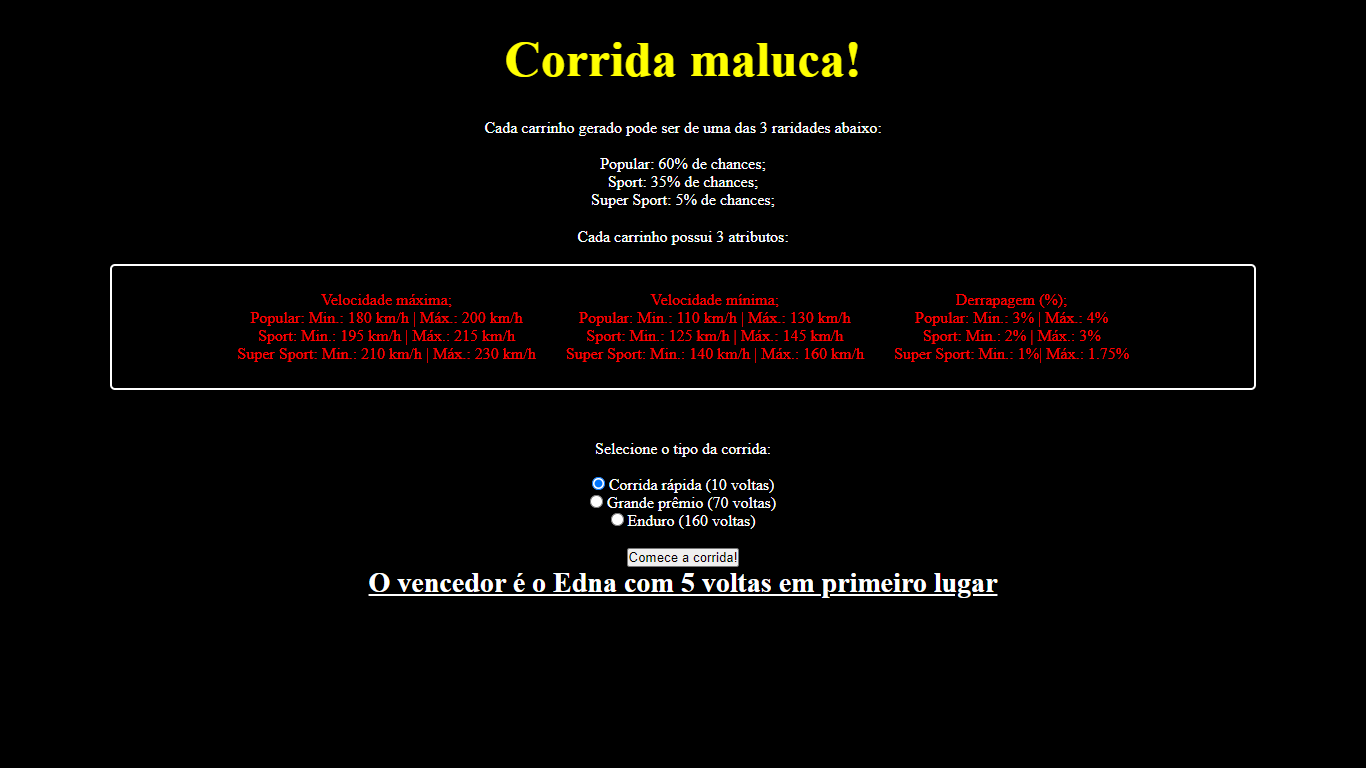 Corrida maluca!
Cada carrinho gerado pode ser de uma das 3 raridades abaixo:
Popular: 60% de chances;
Sport: 35% de chances;
Super Sport: 5% de chances;
Cada carrinho possui 3 atributos:
Velocidade máxima;
Popular: Min.: 180 km/h | Máx.: 200 km/h
Sport: Min.: 195 km/h | Máx.: 215 km/h
Super Sport: Min.: 210 km/h | Máx.: 230 km/h
Velocidade mínima;
Popular: Min.: 110 km/h | Máx.: 130 km/h
Sport: Min.: 125 km/h | Máx.: 145 km/h
Super Sport: Min.: 140 km/h | Máx.: 160 km/h
Derrapagem (%);
Popular: Min.: 3% | Máx.: 4%
Sport: Min.: 2% | Máx.: 3%
Super Sport: Min.: 1%| Máx.: 1.75%
Selecione o tipo da corrida:
Corrida rápida (10 voltas)
Grande prêmio (70 voltas)
Enduro (160 voltas)
Comece a corrida!
O vencedor é o Edna com 5 voltas em primeiro lugar